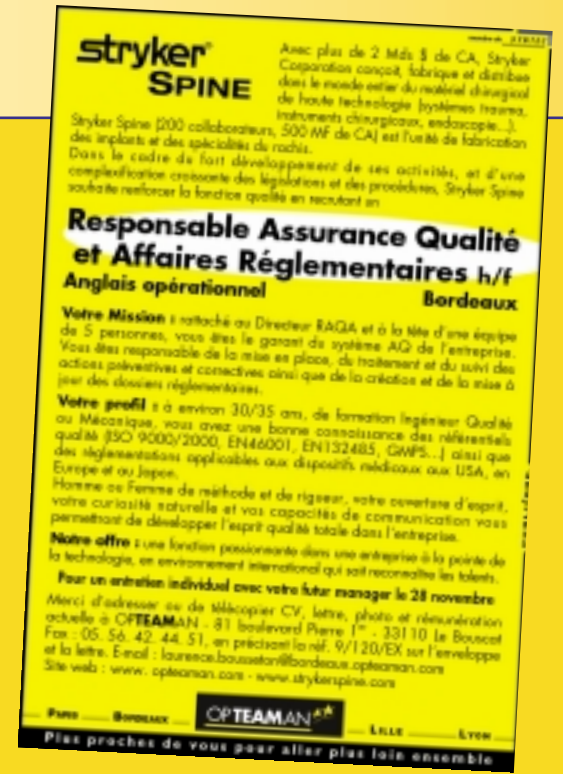 stryker®
SPINE
Avec plus de 2 Mds $ de CA, Stryker
Corporation conçoit, fabrique et distribue
dans le monde entier du matériel chirurgical
de haute technologie (systèmes trauma,
instruments chirurgicaux, endoscopie...).
Stryker Spine (200 collaborateurs, 500 MF de CA) est l'unité de fabrication
des implants et des spécialités du rachis.
Dans le cadre du fort développement de ses activités, et d'une
complexification croissante des législations et des procédures, Stryker Spine
souhaite renforcer la fonction qualité en recrutant un
Responsable Assurance Qualité
et Affaires Réglementaires h/f
Anglais opérationnel
Bordeaux
Votre Mission : rattaché au Directeur RAQA et à la tête d'une équipe
de 5 personnes, vous êtes le garant du système AQ de l'entreprise.
Vous êtes responsable de la mise en place, du traitement et du suivi des
actions préventives et correctives ainsi que de la création et de la mise à
jour des dossiers réglementaires.
Votre profil : à environ 30/35 ans, de formation Ingénieur Qualité
ou Mécanique, vous avez une bonne connaissance des référentiels
qualité (ISO 9000/2000, EN46001, EN132485, GMPS...) ainsi que
des réglementations applicables aux dispositifs médicaux aux USA, en
Europe et au Japon.
Homme ou Femme de méthode et de rigueur, votre ouverture d'esprit,
votre curiosité naturelle et vos capacités de communication vous
permettront de développer l'esprit qualité totale dans l'entreprise.
Notre offre : une fonction passionnante dans une entreprise à la pointe de
la technologie, en environnement international qui sait reconnaître les talents.
Pour un entretien individuel avec votre futur manager le 28 novembre
Merci d'adresser ou de télécopier CV, lettre, photo et rémunération
actuelle à OPTEAMAN - 81 boulevard Pierre 1er - 33110 Le Bouscat
Fax : 05. 56. 42. 44. 51, en précisant la réf. 9/120/EX sur l'enveloppe
et la lettre. E-mail : laurence.bousseton@bordeaux.opteaman.com
Site web : www. opteaman.com - www.strykerspine.com
PARIS BORDEAUX OPTEAMAN LILLE LYON
Plus proches de vous pour aller plus loin ensemble